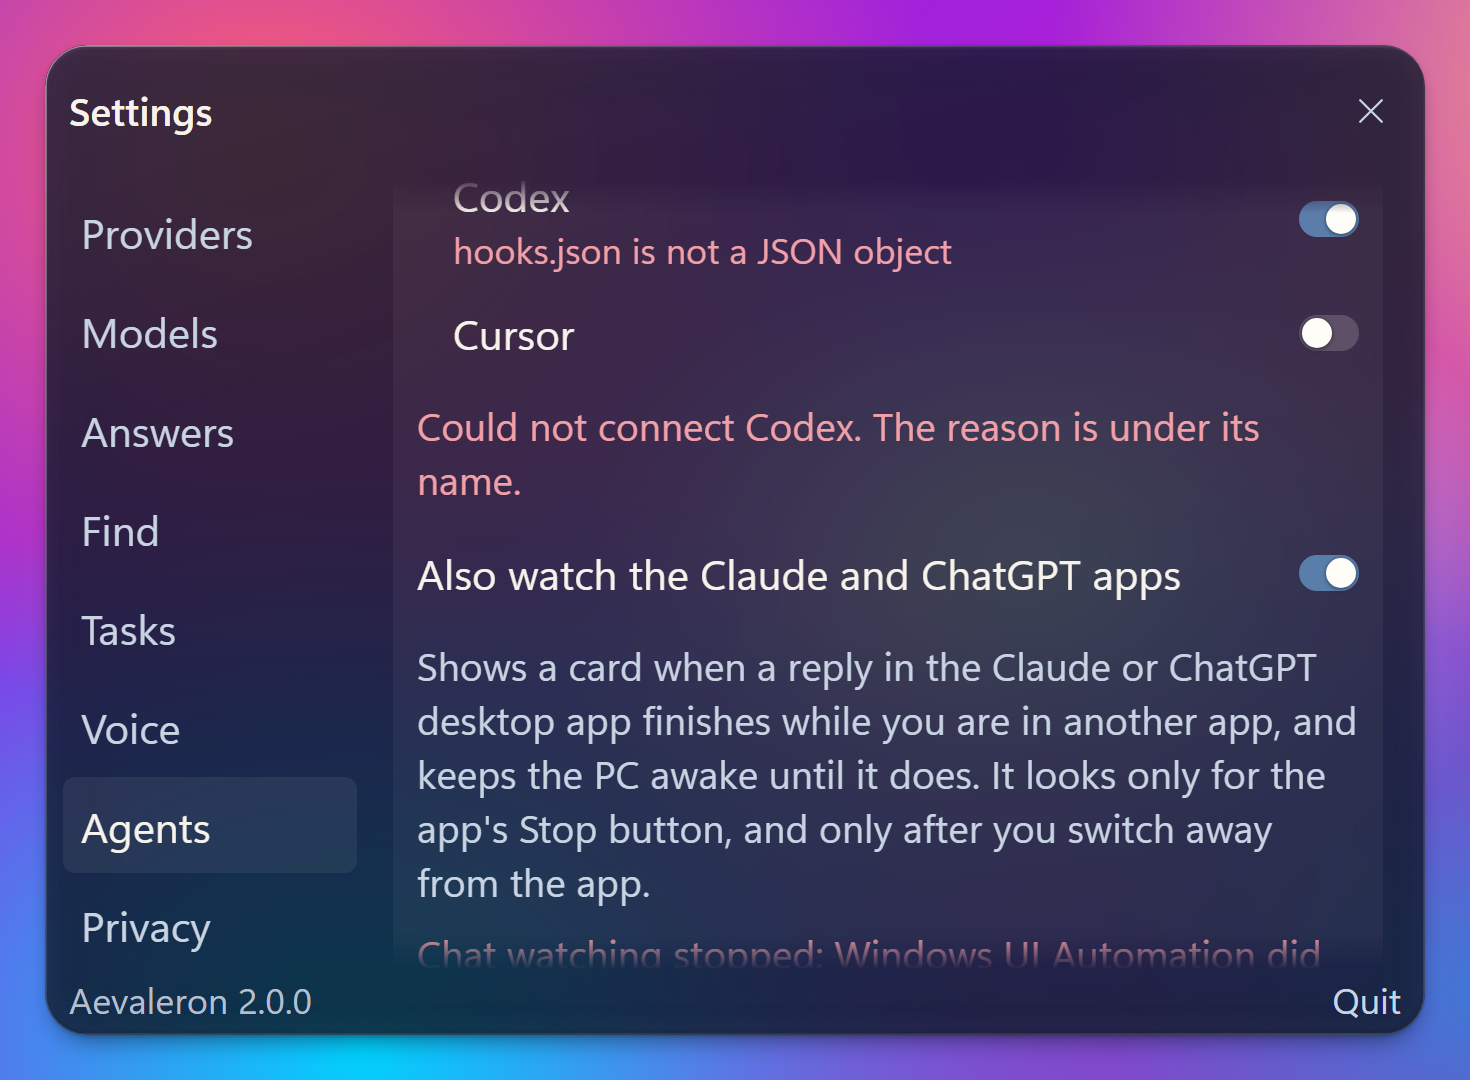 Settings
Providers
Models
Answers
Find
Tasks
Voice
Agents
Privacy
Codex
hooks.json is not a JSON object
Cursor
Could not connect Codex. The reason is under its
name.
Also watch the Claude and ChatGPT apps
Shows a card when a reply in the Claude or ChatGPT
desktop app finishes while you are in another app, and
keeps the PC awake until it does. It looks only for the
app's Stop button, and only after you switch away
from the app.
Chat watching stopped: Windows UI Automation did
Aevaleron 2.0.0
Quit